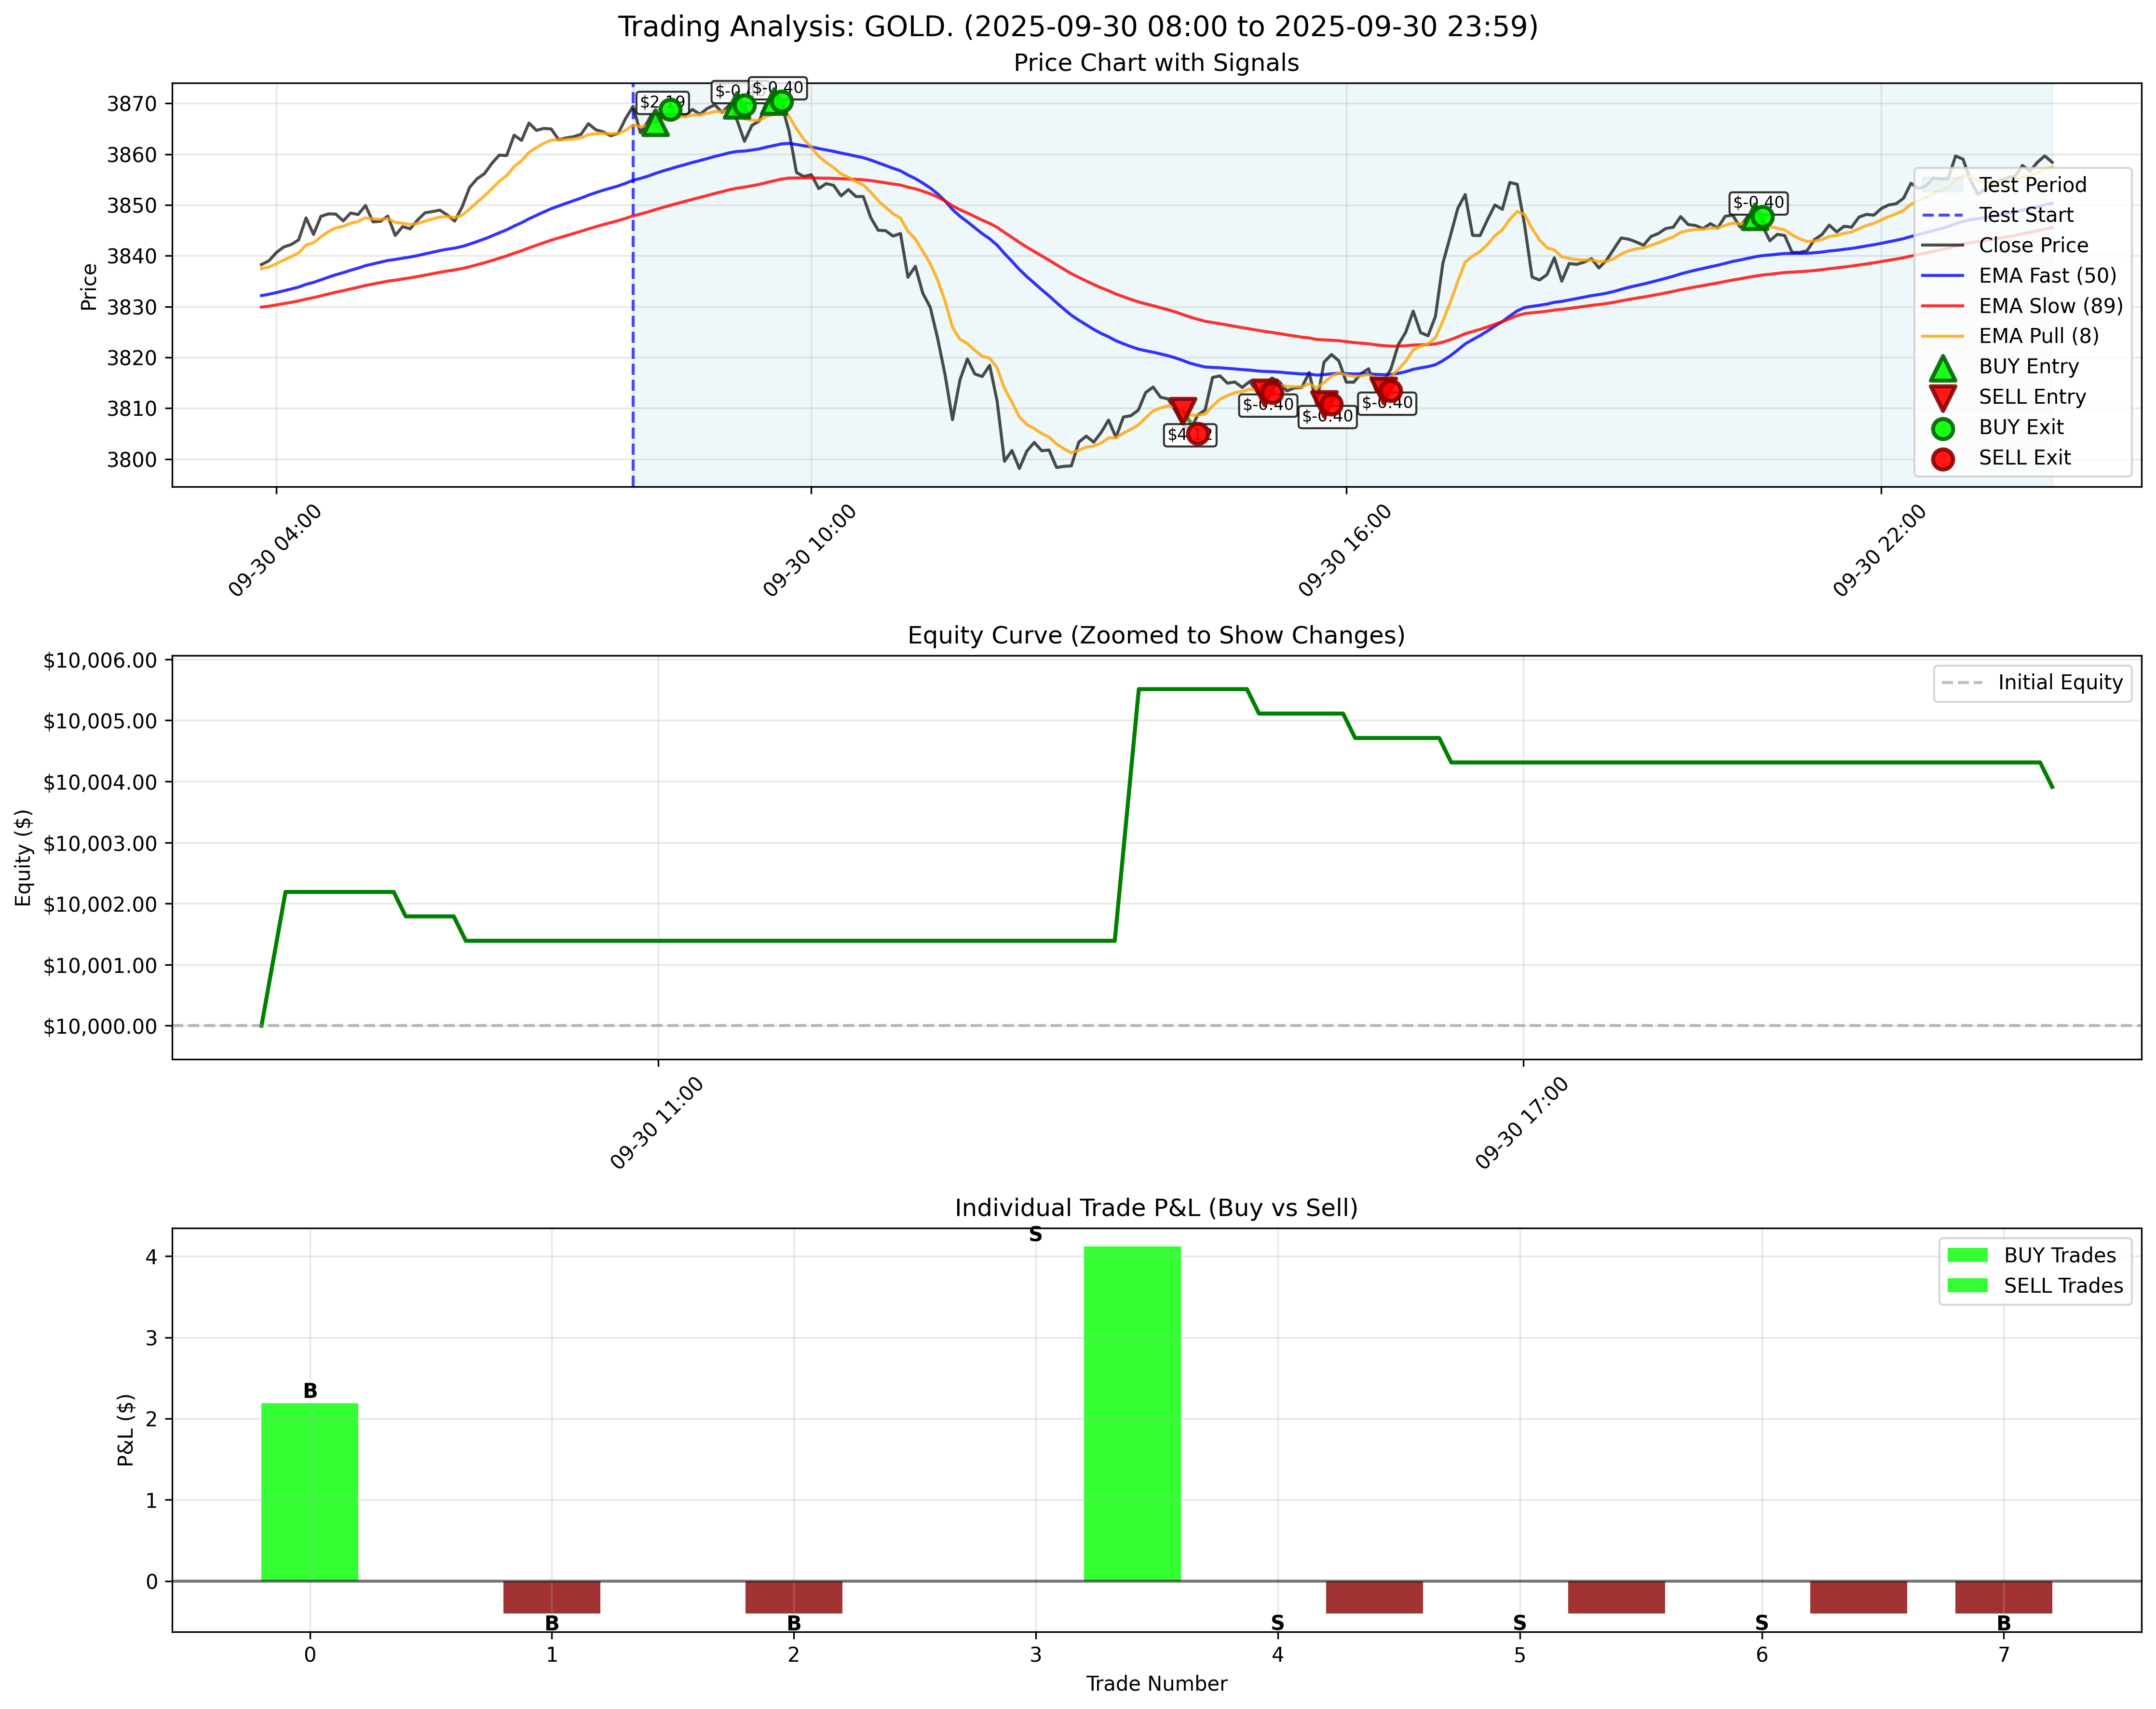 Trading Analysis: GOLD. (2025-09-30 08:00 to 2025-09-30 23:59)
Price Chart with Signals
Price
3870
3860
3850
3840
3830
3820
3810
3800
$2.19
$-0.40
$-0.40
$-0.40
$-0.40
$-0.40
$-0.40
Test Period
Test Start
Close Price
EMA Fast (50)
EMA Slow (89)
EMA Pull (8)
BUY Entry
SELL Entry
BUY Exit
SELL Exit
09-30 04:00
09-30 10:00
09-30 16:00
09-30 22:00
Equity Curve (Zoomed to Show Changes)
Equity ($)
$10,006.00
$10,005.00
$10,004.00
$10,003.00
$10,002.00
$10,001.00
$10,000.00
Initial Equity
09-30 11:00
09-30 17:00
Individual Trade P&L (Buy vs Sell)
P&L ($)
4
3
2
1
0
B
B
B
S
S
S
S
B
BUY Trades
SELL Trades
0
1
2
3
4
5
6
7
Trade Number